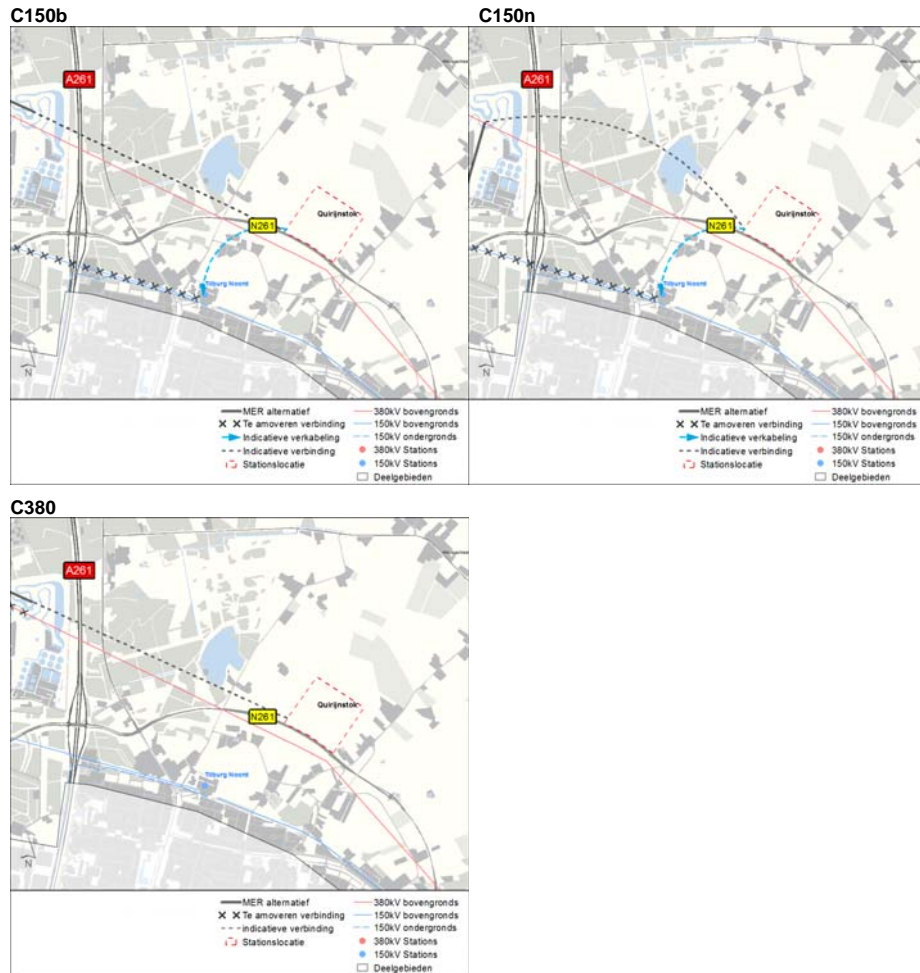 C150b
C150n
A261
N261
Quirijnstok
Tilburg Noord
N
MER alternatief
Te amoveren verbinding
Indicatieve verkabeling
Indicatieve verbinding
Stationslocatie
380kV bovengronds
150kV bovengronds
150kV ondergronds
380kV Stations
150kV Stations
Deelgebieden
A261
N261
Quirijnstok
Tilburg Noord
N
MER alternatief
Te amoveren verbinding
Indicatieve verkabeling
Indicatieve verbinding
Stationslocatie
380kV bovengronds
150kV bovengronds
150kV ondergronds
380kV Stations
150kV Stations
Deelgebieden
C380
A261
N261
Quirijnstok
Tilburg Noord
N
MER alternatief
Te amoveren verbinding
indicatieve verbinding
Stationslocatie
380kV bovengronds
150kV bovengronds
150kV ondergronds
380kV Stations
150kV Stations
Deelgebieden